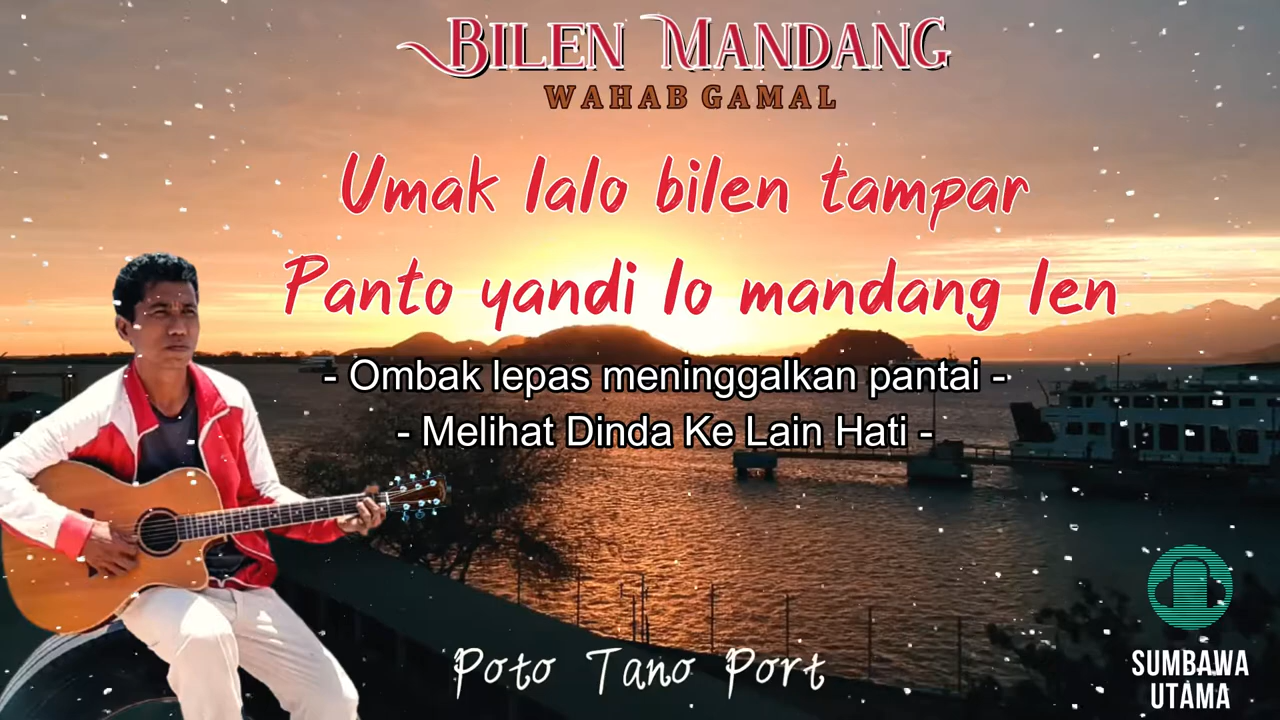 BILEN MANDANG
WAHAB GAMAL
Umak lalo bilen tampar
Panto yandi lo mandang len
- Ombak lepas meninggalkan pantai -
- Melihat Dinda Ke Lain Hati -
Poto Tano Port
SUMBAWA
UTAMA